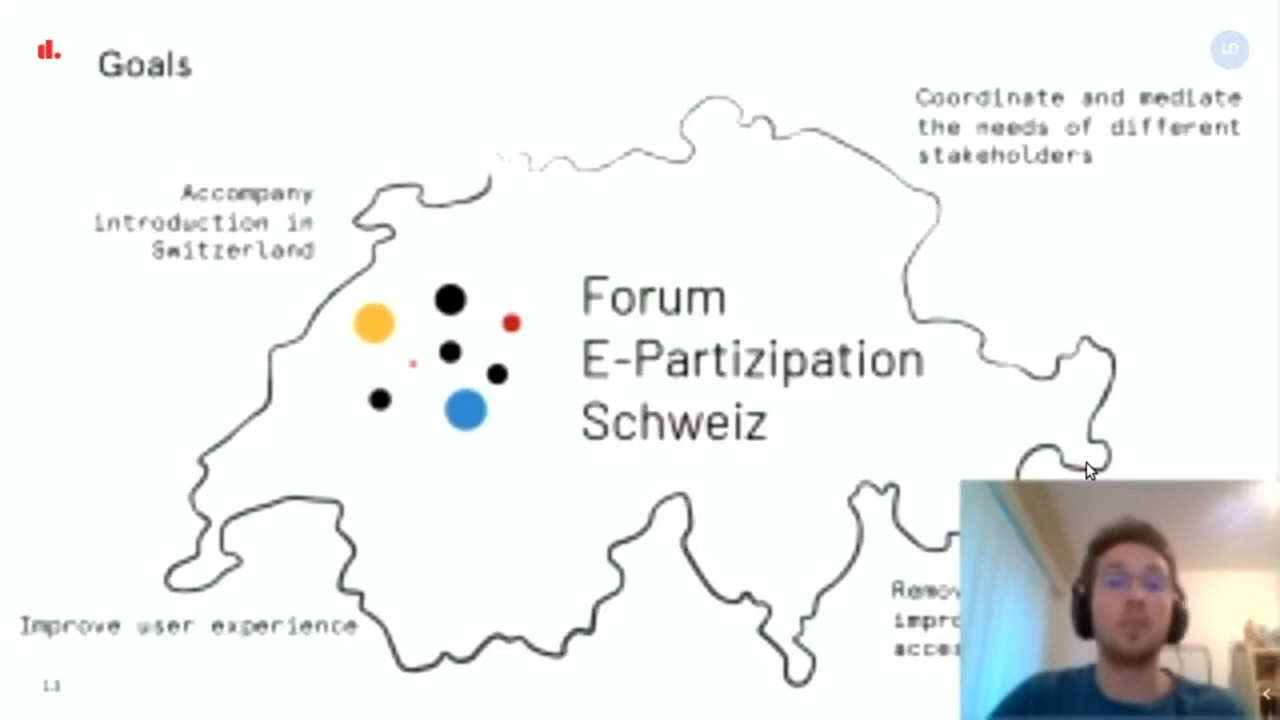 d.
Goals
LD
Coordinate and mediate
the needs of different
stakeholders
Accompany
introduction in
Switzerland
Forum
E-Partizipation
Schweiz
Improve user experience